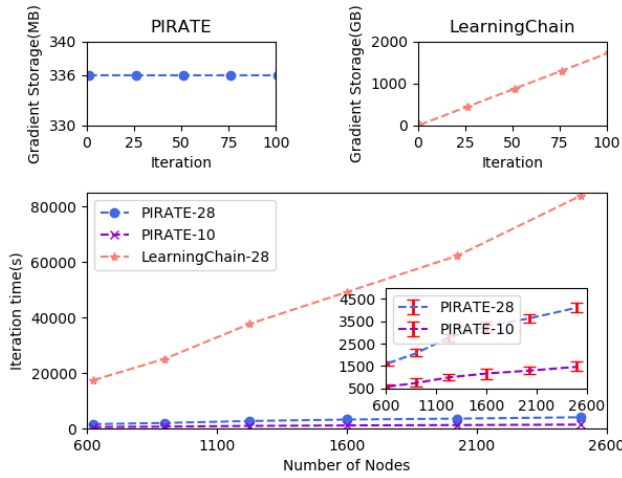 PIRATE
LearningChain
Gradient Storage(MB)
340
336
330
0 25 50 75 100
Iteration
Gradient Storage(GB)
2000
1000
0
0 25 50 75 100
Iteration
Iteration time(s)
80000
60000
40000
20000
0
PIRATE-28
PIRATE-10
LearningChain-28
4500
3500
2500
1500
500
PIRATE-28
PIRATE-10
600 1100 1600 2100 2600
600 1100 1600 2100 2600
Number of Nodes